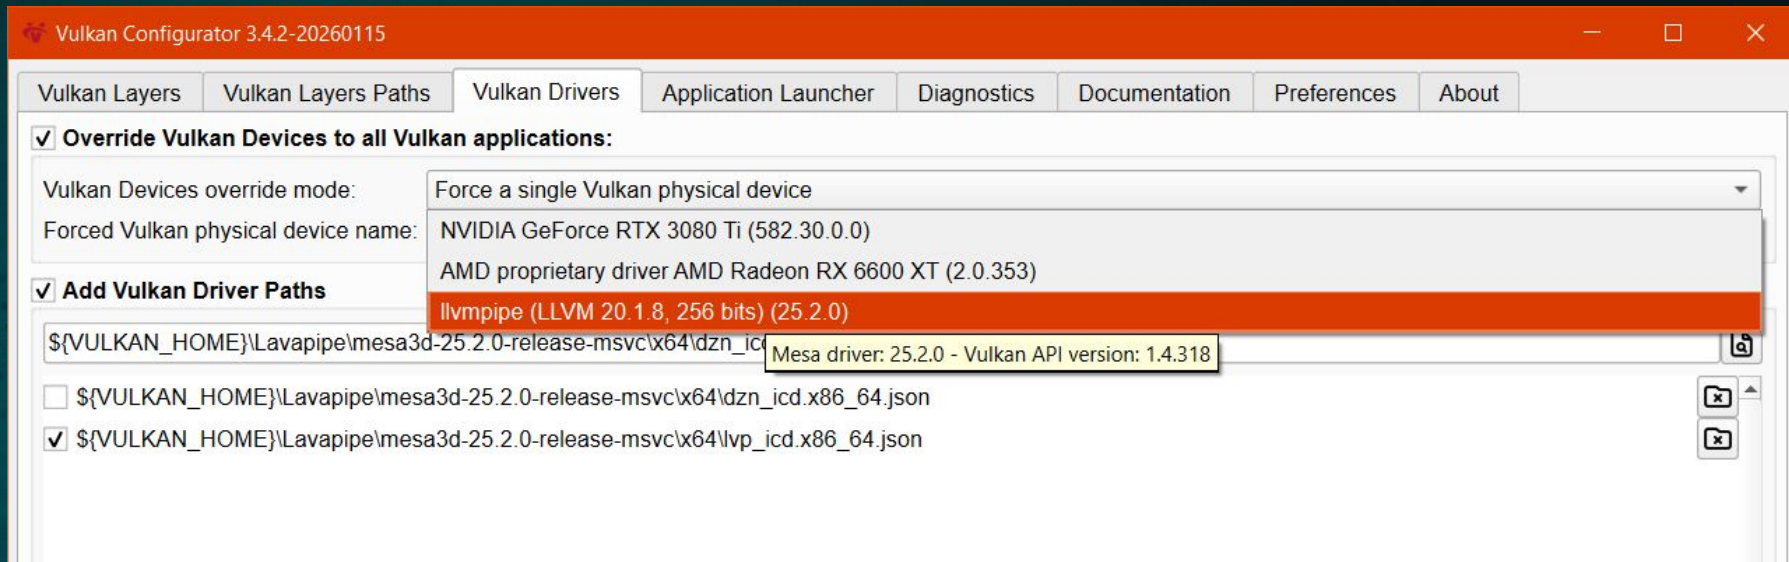 Vulkan Configurator 3.4.2-20260115
Vulkan Layers Vulkan Layers Paths Vulkan Drivers Application Launcher Diagnostics Documentation Preferences About
Override Vulkan Devices to all Vulkan applications:
Vulkan Devices override mode: Force a single Vulkan physical device
Forced Vulkan physical device name: NVIDIA GeForce RTX 3080 Ti (582.30.0.0)
AMD proprietary driver AMD Radeon RX 6600 XT (2.0.353)
Add Vulkan Driver Paths
llvmpipe (LLVM 20.1.8, 256 bits) (25.2.0)
${VULKAN_HOME}\Lavapipe\mesa3d-25.2.0-release-msvc\x64\dzn_ic
Mesa driver: 25.2.0 - Vulkan API version: 1.4.318
${VULKAN_HOME}\Lavapipe\mesa3d-25.2.0-release-msvc\x64\dzn_icd.x86_64.json
${VULKAN_HOME}\Lavapipe\mesa3d-25.2.0-release-msvc\x64\lvp_icd.x86_64.json